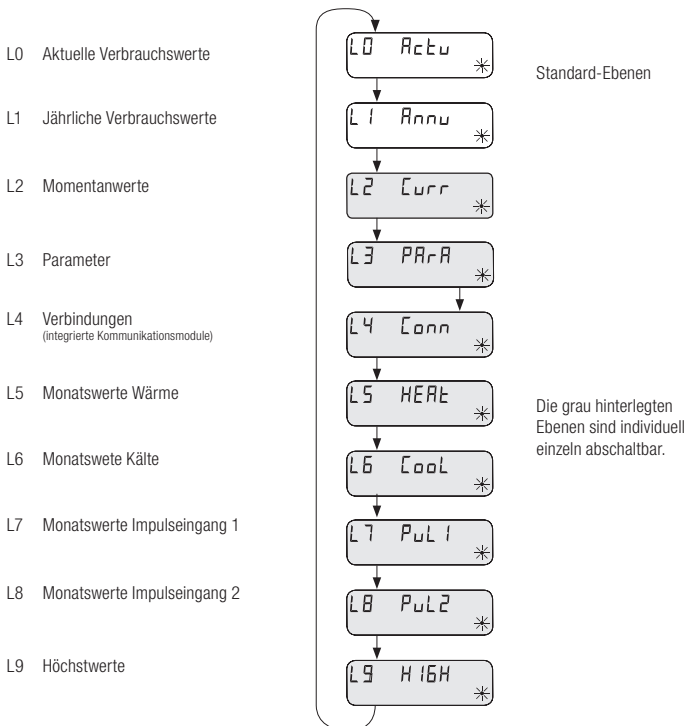 L0 Aktuelle Verbrauchswerte
L0 Actu
Standard-Ebenen
L1 Jährliche Verbrauchswerte
L1 Annu
L2 Momentanwerte
L2 Curr
L3 Parameter
L3 PArA
L4 Verbindungen
(integrierte Kommunikationsmodule)
L4 Conn
L5 Monatswerte Wärme
L5 HEAt
Die grau hinterlegten
Ebenen sind individuell
einzeln abschaltbar.
L6 Monatswete Kälte
L6 CooL
L7 Monatswerte Impulseingang 1
L7 PuL1
L8 Monatswerte Impulseingang 2
L8 PuL2
L9 Höchstwerte
L9 HIGH